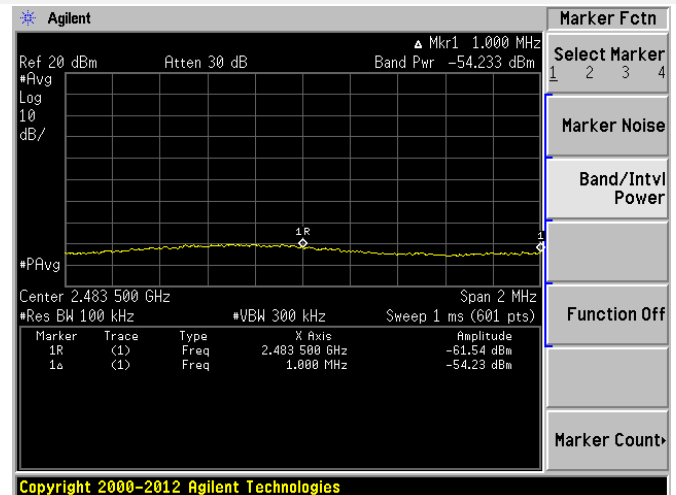 Agilent
Marker Fctn
▵ Mkr1 1.000 MHz
Ref 20 dBm Atten 30 dB Band Pwr -54.233 dBm
#Avg
Log
10
dB/
1R
1
#PAvg
Center 2.483 500 GHz Span 2 MHz
#Res BW 100 kHz #VBW 300 kHz Sweep 1 ms (601 pts)
Marker Trace Type X Axis Amplitude
1R (1) Freq 2.483 500 GHz -61.54 dBm
1▵ (1) Freq 1.000 MHz -54.23 dBm
Select Marker
1 2 3 4
Marker Noise
Band/Intvl
Power
Function Off
Marker Count▸
Copyright 2000-2012 Agilent Technologies